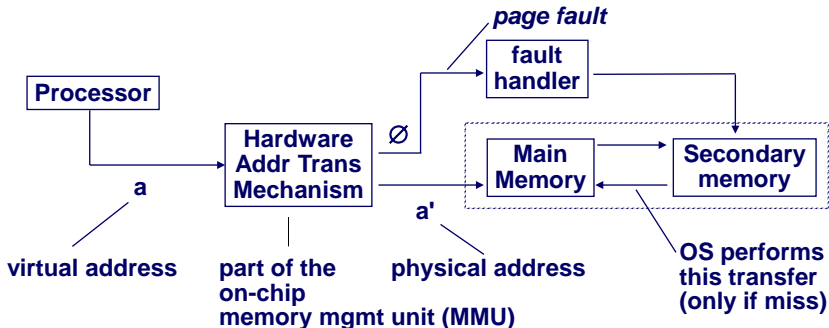 page fault
fault
handler
Processor
∅
Hardware
Addr Trans
Mechanism
Main
Memory
Secondary
memory
a
a'
virtual address
part of the
on-chip
memory mgmt unit (MMU)
physical address
OS performs
this transfer
(only if miss)